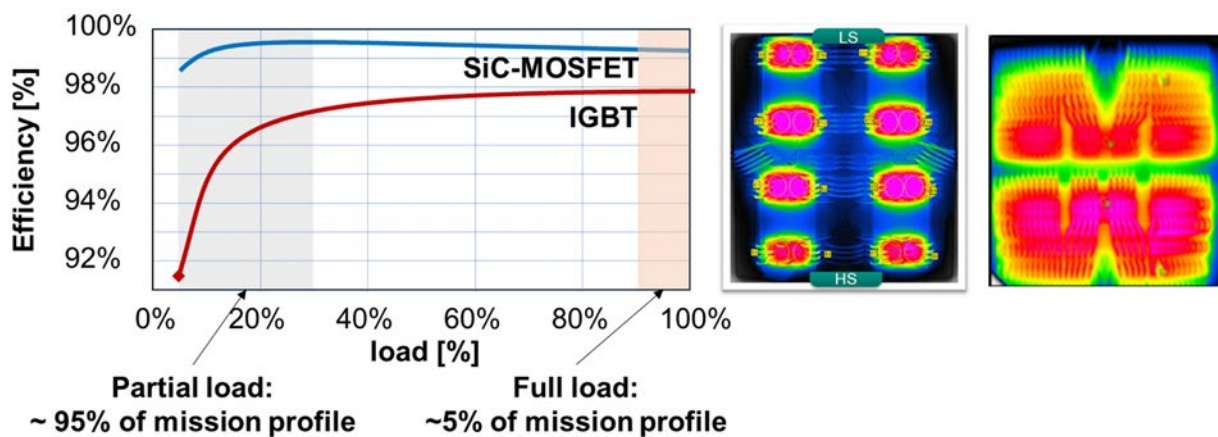 100%
98%
96%
94%
92%
Efficiency [%]
SiC-MOSFET
IGBT
0%
20%
40%
60%
80%
100%
load [%]
Partial load:
~ 95% of mission profile
Full load:
~5% of mission profile
LS
HS